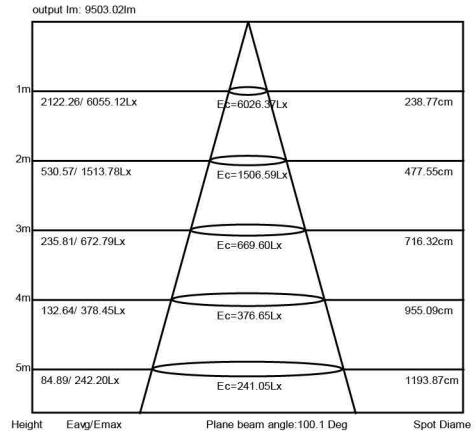 output lm: 9503.02lm
1m
2122.26/ 6055.12Lx
Ec=6026.37Lx
238.77cm
2m
530.57/ 1513.78Lx
Ec=1506.59Lx
477.55cm
3m
235.81/ 672.79Lx
Ec=669.60Lx
716.32cm
4m
132.64/ 378.45Lx
Ec=376.65Lx
955.09cm
5m
84.89/ 242.20Lx
Ec=241.05Lx
1193.87cm
Height Eavg/Emax Plane beam angle:100.1 Deg Spot Diame